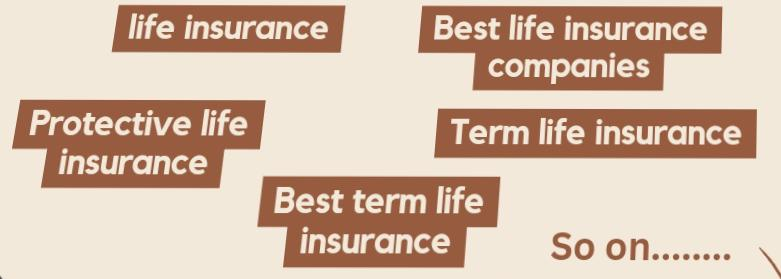 life insurance
Best life insurance
companies
Protective life
insurance
Term life insurance
Best term life
insurance
So on........